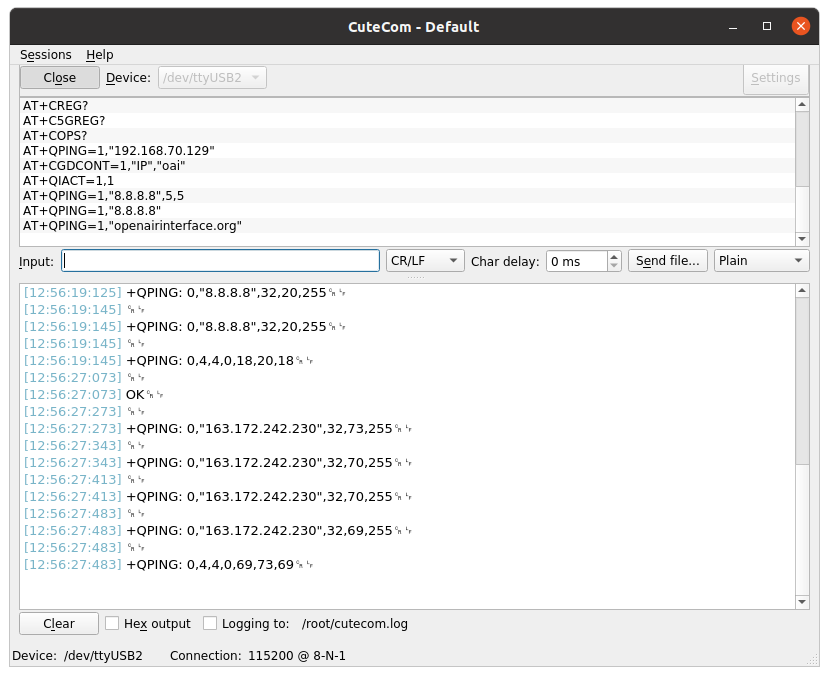 CuteCom - Default
Sessions Help
Close Device: /dev/ttyUSB2 Settings
AT+CREG?
AT+C5GREG?
AT+COPS?
AT+QPING=1,"192.168.70.129"
AT+CGDCONT=1,"IP","oai"
AT+QIACT=1,1
AT+QPING=1,"8.8.8.8",5,5
AT+QPING=1,"8.8.8.8"
AT+QPING=1,"openairinterface.org"
Input: CR/LF Char delay: 0 ms Send file... Plain
[12:56:19:125] +QPING: 0,"8.8.8.8",32,20,255␍␊
[12:56:19:145] ␍␊
[12:56:19:145] +QPING: 0,"8.8.8.8",32,20,255␍␊
[12:56:19:145] ␍␊
[12:56:19:145] +QPING: 0,4,4,0,18,20,18␍␊
[12:56:27:073] ␍␊
[12:56:27:073] OK␍␊
[12:56:27:273] ␍␊
[12:56:27:273] +QPING: 0,"163.172.242.230",32,73,255␍␊
[12:56:27:343] ␍␊
[12:56:27:343] +QPING: 0,"163.172.242.230",32,70,255␍␊
[12:56:27:413] ␍␊
[12:56:27:413] +QPING: 0,"163.172.242.230",32,70,255␍␊
[12:56:27:483] ␍␊
[12:56:27:483] +QPING: 0,"163.172.242.230",32,69,255␍␊
[12:56:27:483] ␍␊
[12:56:27:483] +QPING: 0,4,4,0,69,73,69␍␊
Clear Hex output Logging to: /root/cutecom.log
Device: /dev/ttyUSB2 Connection: 115200 @ 8-N-1